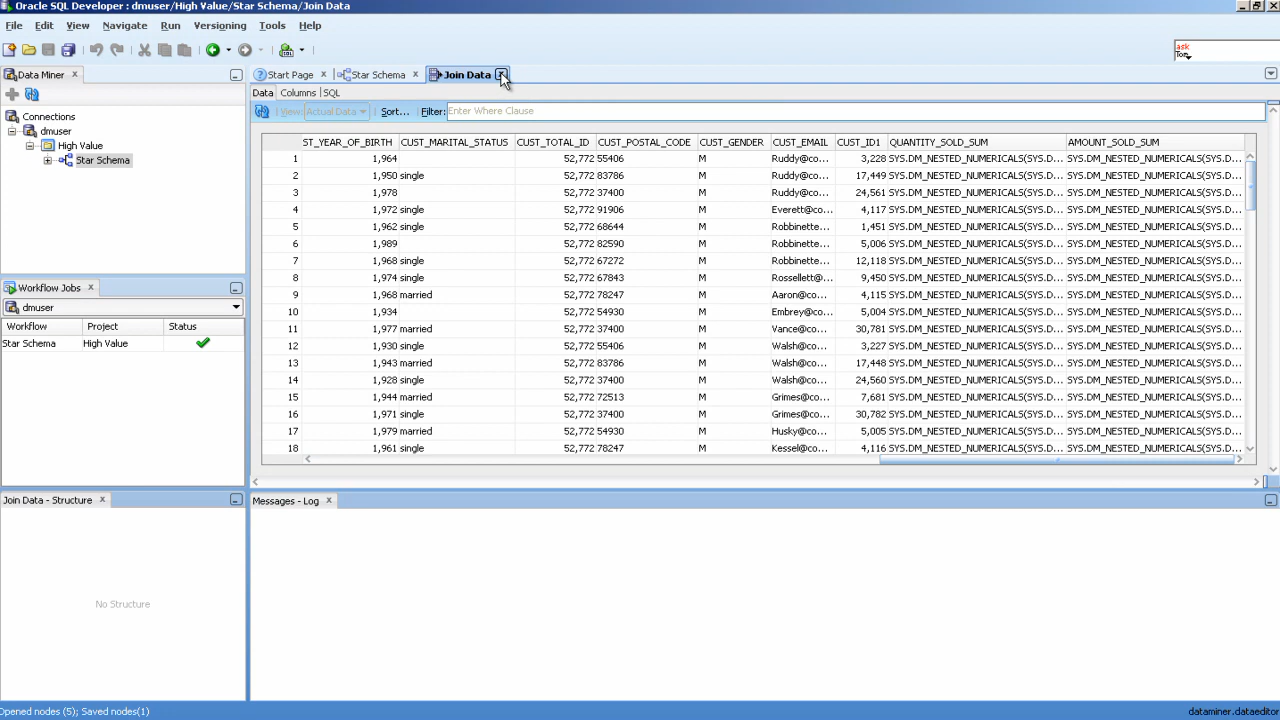 Oracle SQL Developer : dmuser/High Value/Star Schema/Join Data
File Edit View Navigate Run Versioning Tools Help
ask
Tom
Data Miner
Start Page Star Schema Join Data
Data Columns SQL
View: Actual Data Sort... Filter: Enter Where Clause
Connections
dmuser
High Value
Star Schema
ST_YEAR_OF_BIRTH CUST_MARITAL_STATUS CUST_TOTAL_ID CUST_POSTAL_CODE CUST_GENDER CUST_EMAIL CUST_ID1 QUANTITY_SOLD_SUM AMOUNT_SOLD_SUM
1 1,964 52,772 55406 M Ruddy@co... 3,228 SYS.DM_NESTED_NUMERICALS(SYS.D... SYS.DM_NESTED_NUMERICALS(SYS.D...
2 1,950 single 52,772 83786 M Ruddy@co... 17,449 SYS.DM_NESTED_NUMERICALS(SYS.D... SYS.DM_NESTED_NUMERICALS(SYS.D...
3 1,978 52,772 37400 M Ruddy@co... 24,561 SYS.DM_NESTED_NUMERICALS(SYS.D... SYS.DM_NESTED_NUMERICALS(SYS.D...
4 1,972 single 52,772 91906 M Everett@co... 4,117 SYS.DM_NESTED_NUMERICALS(SYS.D... SYS.DM_NESTED_NUMERICALS(SYS.D...
5 1,962 single 52,772 68644 M Robbinette... 1,451 SYS.DM_NESTED_NUMERICALS(SYS.D... SYS.DM_NESTED_NUMERICALS(SYS.D...
6 1,989 52,772 82590 M Robbinette... 5,006 SYS.DM_NESTED_NUMERICALS(SYS.D... SYS.DM_NESTED_NUMERICALS(SYS.D...
7 1,968 single 52,772 67272 M Robbinette... 12,118 SYS.DM_NESTED_NUMERICALS(SYS.D... SYS.DM_NESTED_NUMERICALS(SYS.D...
8 1,974 single 52,772 67843 M Rossellett@... 9,450 SYS.DM_NESTED_NUMERICALS(SYS.D... SYS.DM_NESTED_NUMERICALS(SYS.D...
9 1,968 married 52,772 78247 M Aaron@co... 4,115 SYS.DM_NESTED_NUMERICALS(SYS.D... SYS.DM_NESTED_NUMERICALS(SYS.D...
10 1,934 52,772 54930 M Embrey@co... 5,004 SYS.DM_NESTED_NUMERICALS(SYS.D... SYS.DM_NESTED_NUMERICALS(SYS.D...
11 1,977 married 52,772 37400 M Vance@co... 30,781 SYS.DM_NESTED_NUMERICALS(SYS.D... SYS.DM_NESTED_NUMERICALS(SYS.D...
12 1,930 single 52,772 55406 M Walsh@co... 3,227 SYS.DM_NESTED_NUMERICALS(SYS.D... SYS.DM_NESTED_NUMERICALS(SYS.D...
13 1,943 married 52,772 83786 M Walsh@co... 17,448 SYS.DM_NESTED_NUMERICALS(SYS.D... SYS.DM_NESTED_NUMERICALS(SYS.D...
14 1,928 single 52,772 37400 M Walsh@co... 24,560 SYS.DM_NESTED_NUMERICALS(SYS.D... SYS.DM_NESTED_NUMERICALS(SYS.D...
15 1,944 married 52,772 72513 M Grimes@co... 7,681 SYS.DM_NESTED_NUMERICALS(SYS.D... SYS.DM_NESTED_NUMERICALS(SYS.D...
16 1,971 single 52,772 37400 M Grimes@co... 30,782 SYS.DM_NESTED_NUMERICALS(SYS.D... SYS.DM_NESTED_NUMERICALS(SYS.D...
17 1,979 married 52,772 54930 M Husky@co... 5,005 SYS.DM_NESTED_NUMERICALS(SYS.D... SYS.DM_NESTED_NUMERICALS(SYS.D...
18 1,961 single 52,772 78247 M Kessel@co... 4,116 SYS.DM_NESTED_NUMERICALS(SYS.D... SYS.DM_NESTED_NUMERICALS(SYS.D...
Workflow Jobs
dmuser
Workflow Project Status
Star Schema High Value
Join Data - Structure
No Structure
Messages - Log
Opened nodes (5); Saved nodes(1)
dataminer.dataeditor